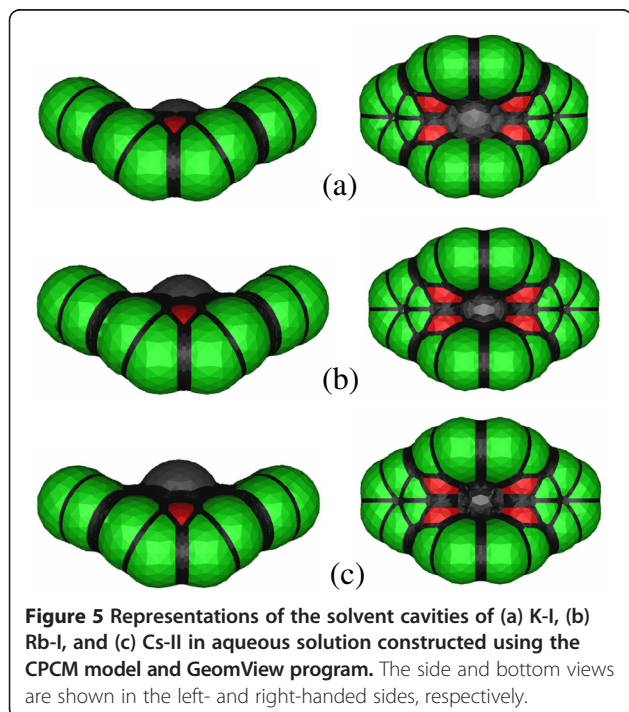 (a)
(b)
(c)
Figure 5 Representations of the solvent cavities of (a) K-I, (b)
Rb-I, and (c) Cs-II in aqueous solution constructed using the
CPCM model and GeomView program. The side and bottom views
are shown in the left- and right-handed sides, respectively.